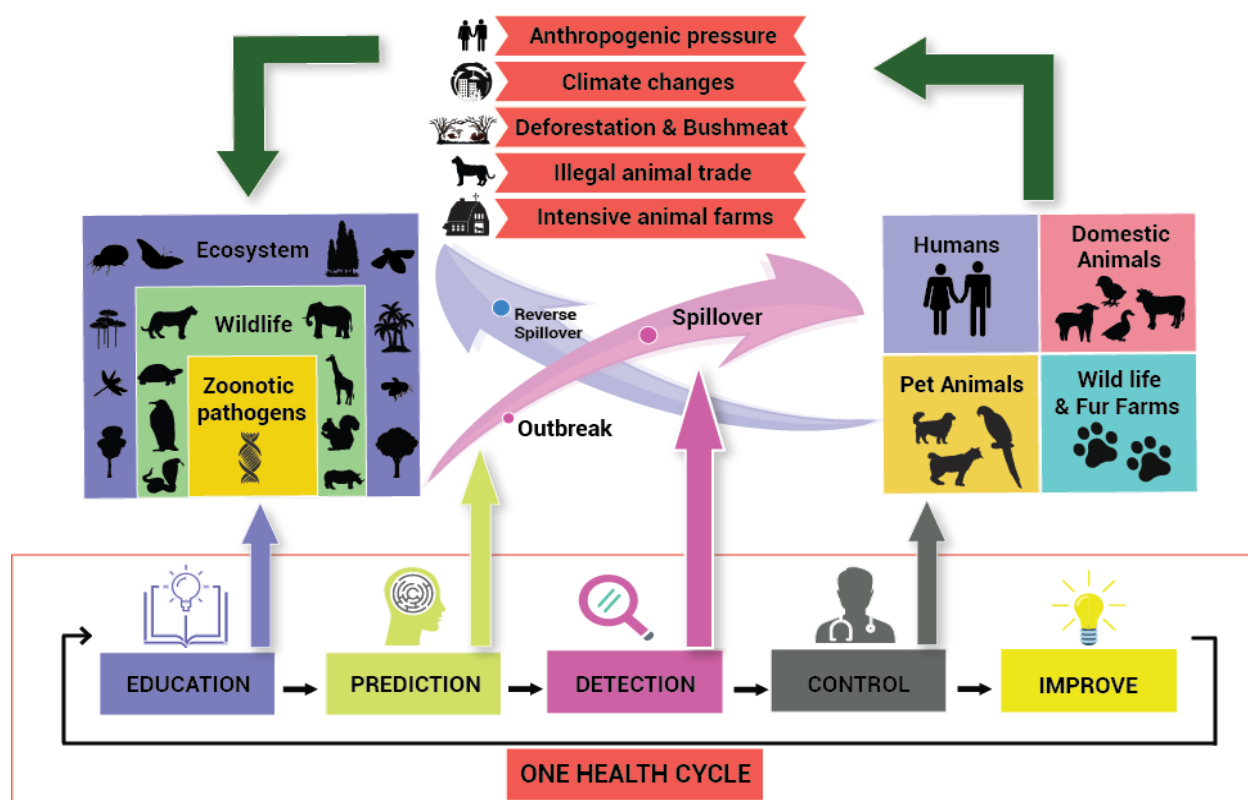 Anthropogenic pressure
Climate changes
Deforestation & Bushmeat
Illegal animal trade
Intensive animal farms
Ecosystem
Wildlife
Zoonotic
pathogens
Reverse
Spillover
Spillover
Outbreak
Humans
Domestic
Animals
Pet Animals
Wild life
& Fur Farms
EDUCATION
PREDICTION
DETECTION
CONTROL
IMPROVE
ONE HEALTH CYCLE